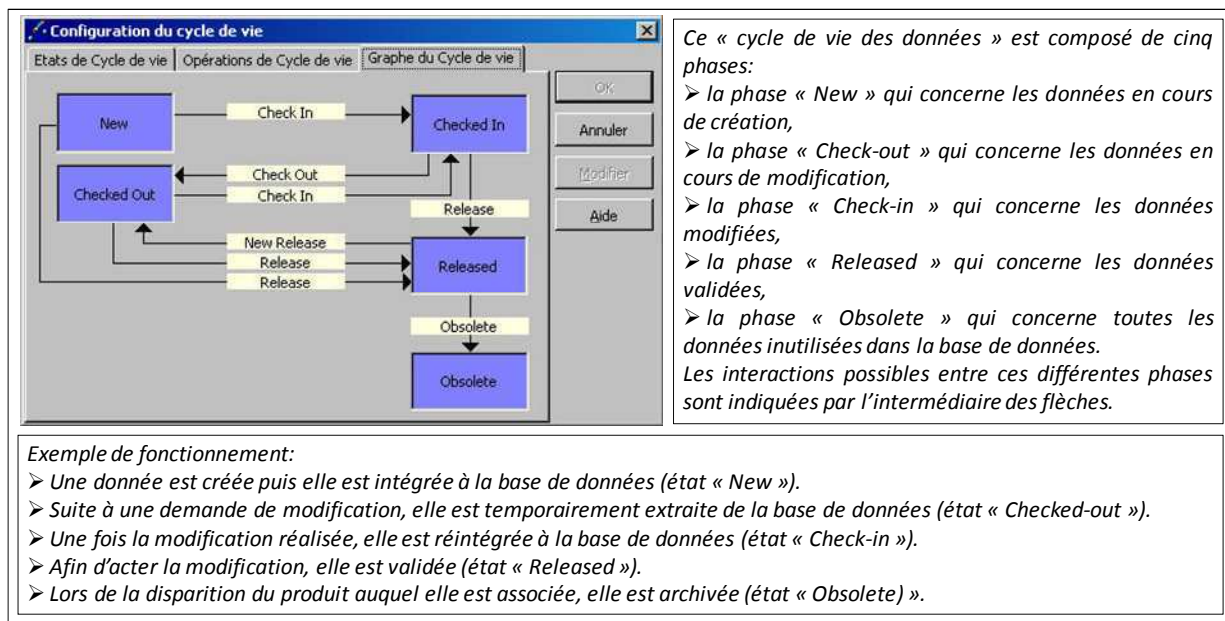 Configuration du cycle de vie
Etats de Cycle de vie
Opérations de Cycle de vie
Graphe du Cycle de vie
New
Check In
Checked In
Checked Out
Check Out
Check In
Release
New Release
Release
Release
Released
Obsolete
Obsolete
OK
Annuler
Modifier
Aide
Ce « cycle de vie des données » est composé de cinq
phases:
➢ la phase « New » qui concerne les données en cours
de création,
➢ la phase « Check-out » qui concerne les données en
cours de modification,
➢ la phase « Check-in » qui concerne les données
modifiées,
➢ la phase « Released » qui concerne les données
validées,
➢ la phase « Obsolete » qui concerne toutes les
données inutilisées dans la base de données.
Les interactions possibles entre ces différentes phases
sont indiquées par l’intermédiaire des flèches.
Exemple de fonctionnement:
➢ Une donnée est créée puis elle est intégrée à la base de données (état « New »).
➢ Suite à une demande de modification, elle est temporairement extraite de la base de données (état « Checked-out »).
➢ Une fois la modification réalisée, elle est réintégrée à la base de données (état « Check-in »).
➢ Afin d’acter la modification, elle est validée (état « Released »).
➢ Lors de la disparition du produit auquel elle est associée, elle est archivée (état « Obsolete) ».